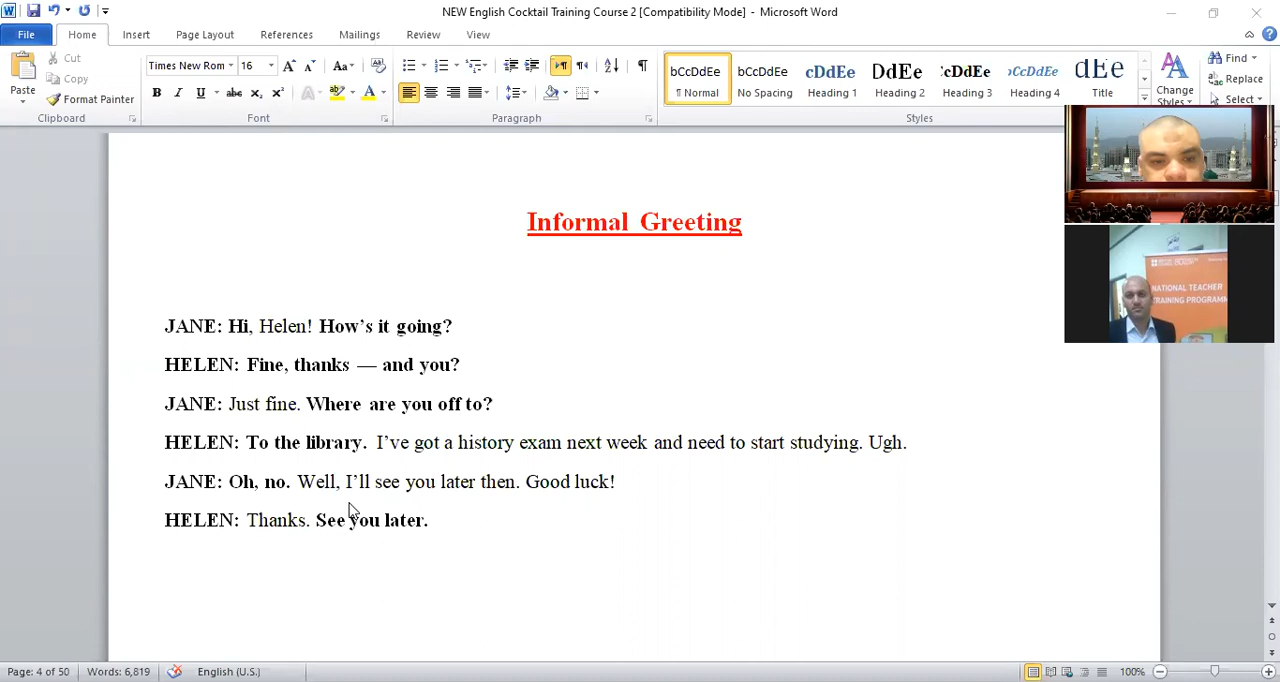 NEW English Cocktail Training Course 2 [Compatibility Mode] - Microsoft Word
File Home Insert Page Layout References Mailings Review View
Cut
Copy
Format Painter
Paste
Clipboard
Times New Rom 16
Font
Paragraph
bCcDdEe bCcDdEe cDdEe DdEe cDdEe cCcDdEe dEe
¶ Normal No Spacing Heading 1 Heading 2 Heading 3 Heading 4 Title
Styles
Change Styles
Find
Replace
Select
NATIONAL TEACHER
TRAINING PROGRAMM
Informal Greeting
JANE: Hi, Helen! How’s it going?
HELEN: Fine, thanks — and you?
JANE: Just fine. Where are you off to?
HELEN: To the library. I’ve got a history exam next week and need to start studying. Ugh.
JANE: Oh, no. Well, I’ll see you later then. Good luck!
HELEN: Thanks. See you later.
Page: 4 of 50 Words: 6,819 English (U.S.) 100%